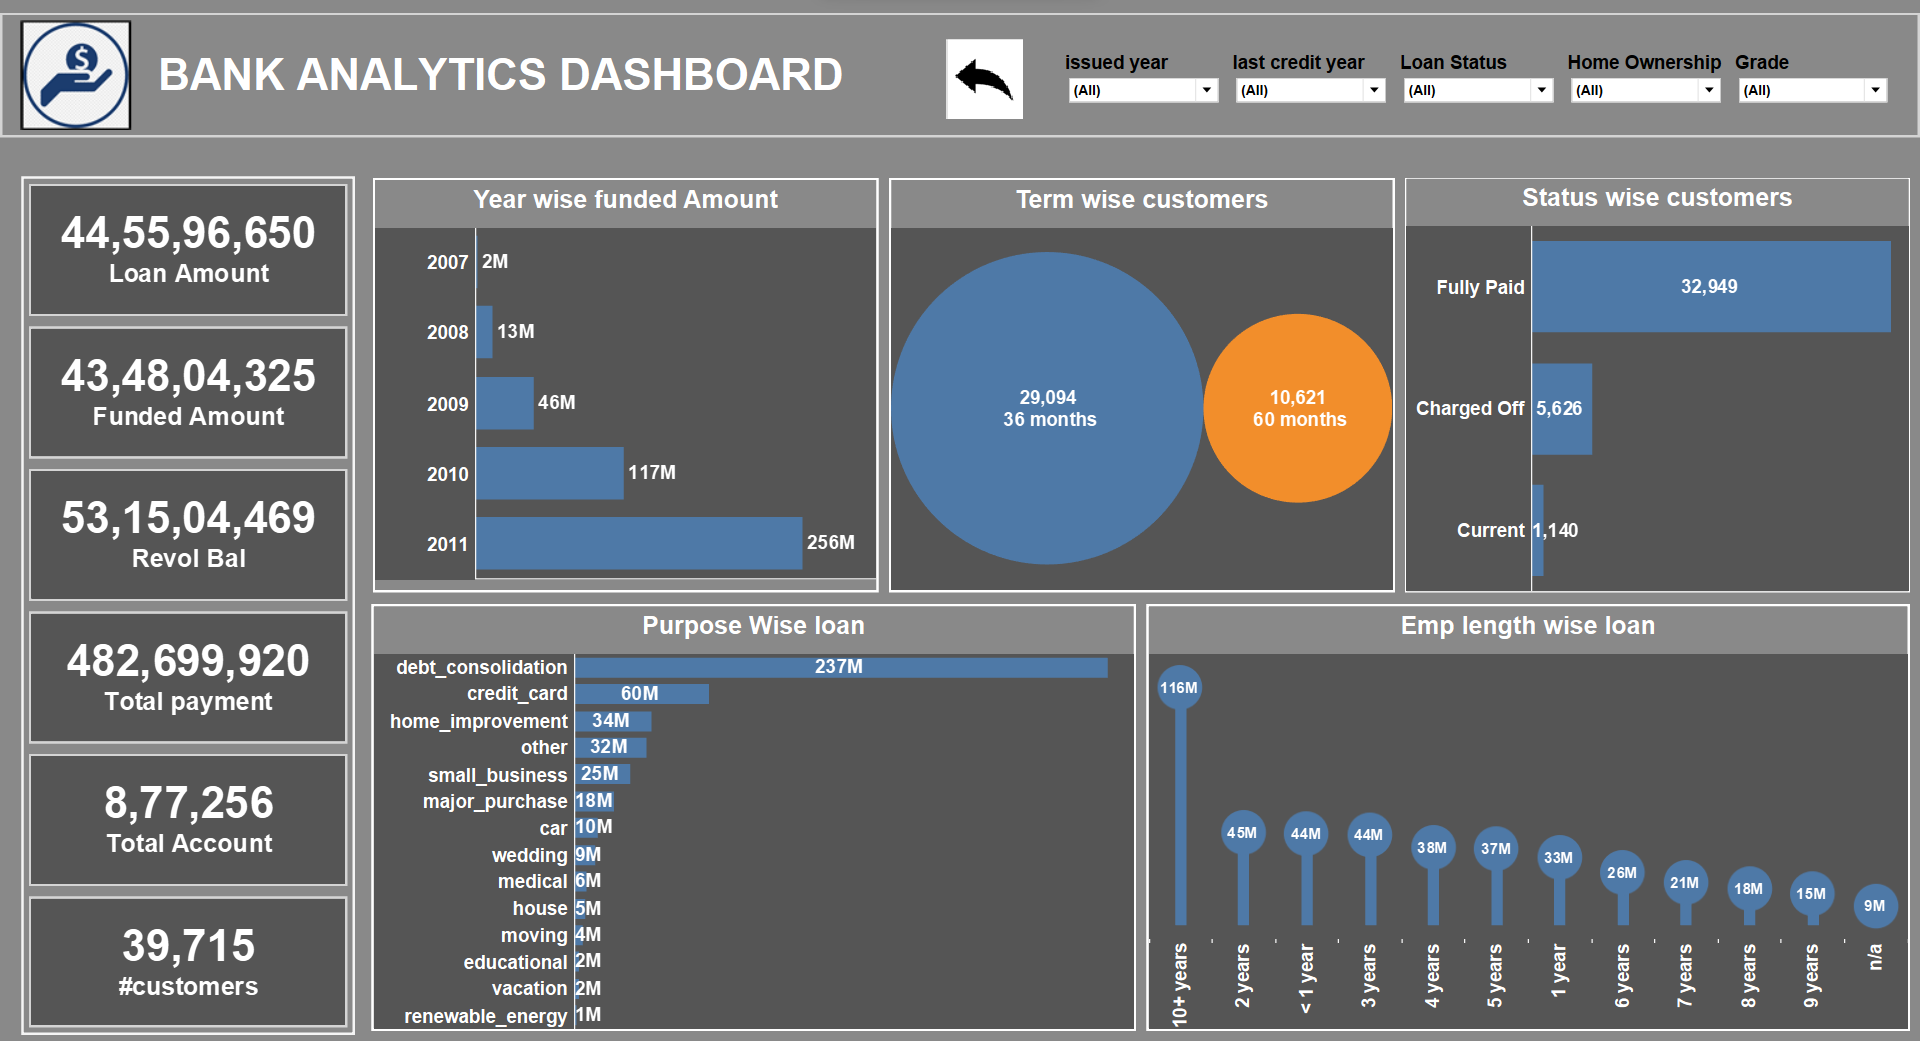 BANK ANALYTICS DASHBOARD
issued year
(All)
last credit year
(All)
Loan Status
(All)
Home Ownership
(All)
Grade
(All)
$
44,55,96,650
Loan Amount
43,48,04,325
Funded Amount
53,15,04,469
Revol Bal
482,699,920
Total payment
8,77,256
Total Account
39,715
#customers
Year wise funded Amount
2007 2M
2008 13M
2009 46M
2010 117M
2011 256M
Term wise customers
29,094
36 months
10,621
60 months
Status wise customers
Fully Paid 32,949
Charged Off 5,626
Current 1,140
Purpose Wise loan
debt_consolidation 237M
credit_card 60M
home_improvement 34M
other 32M
small_business 25M
major_purchase 18M
car 10M
wedding 9M
medical 6M
house 5M
moving 4M
educational 2M
vacation 2M
renewable_energy 1M
Emp length wise loan
116M 45M 44M 44M 38M 37M 33M 26M 21M 18M 15M 9M
10+ years 2 years < 1 year 3 years 4 years 5 years 1 year 6 years 7 years 8 years 9 years n/a